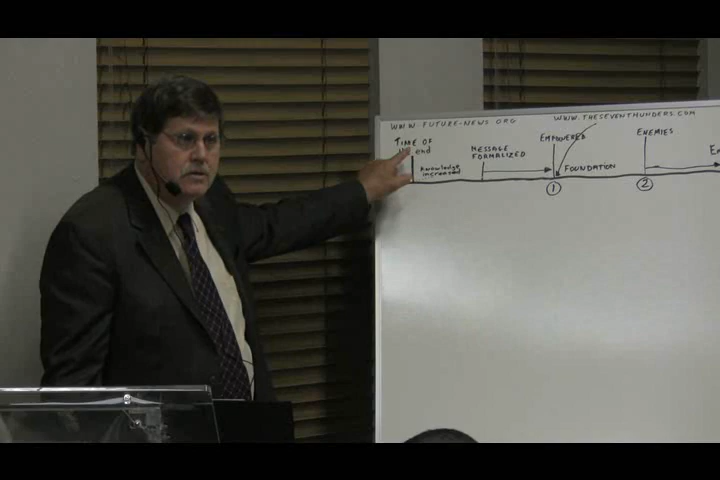 WWW FUTURE-NEWS ORG
WWW.THESEVENTHUNDERS.COM
TIME OF
end
Knowledge
increased
MESSAGE
FORMALIZED
EMPOWERED
FOUNDATION
ENEMIES
1
2